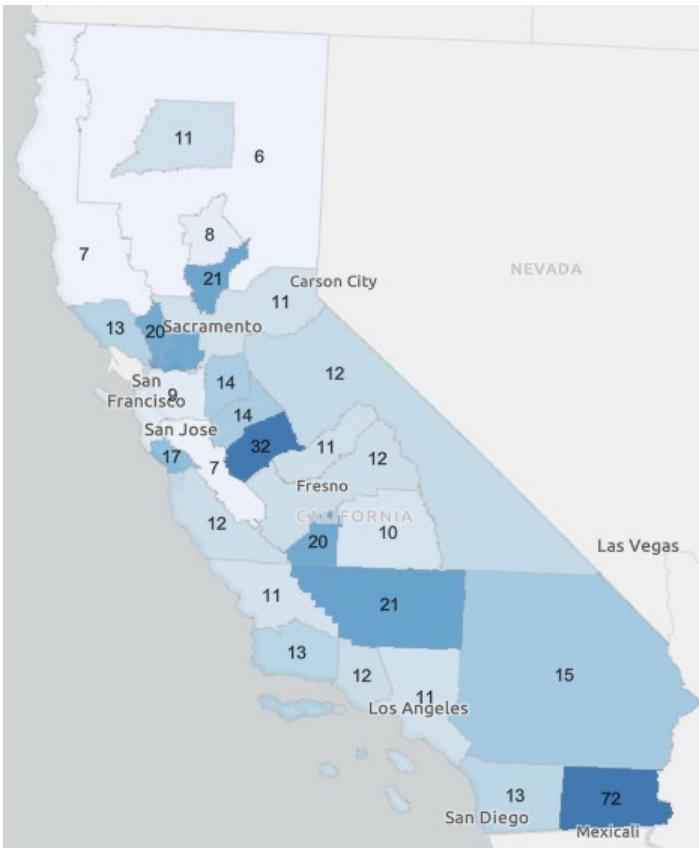 11
6
8
7
21
Carson City
NEVADA
11
13
20
Sacramento
12
San
Francisco
9
14
14
San Jose
32
11
17
7
12
Fresno
CALIFORNIA
12
20
10
Las Vegas
11
21
13
12
15
11
Los Angeles
13
72
San Diego
Mexicali